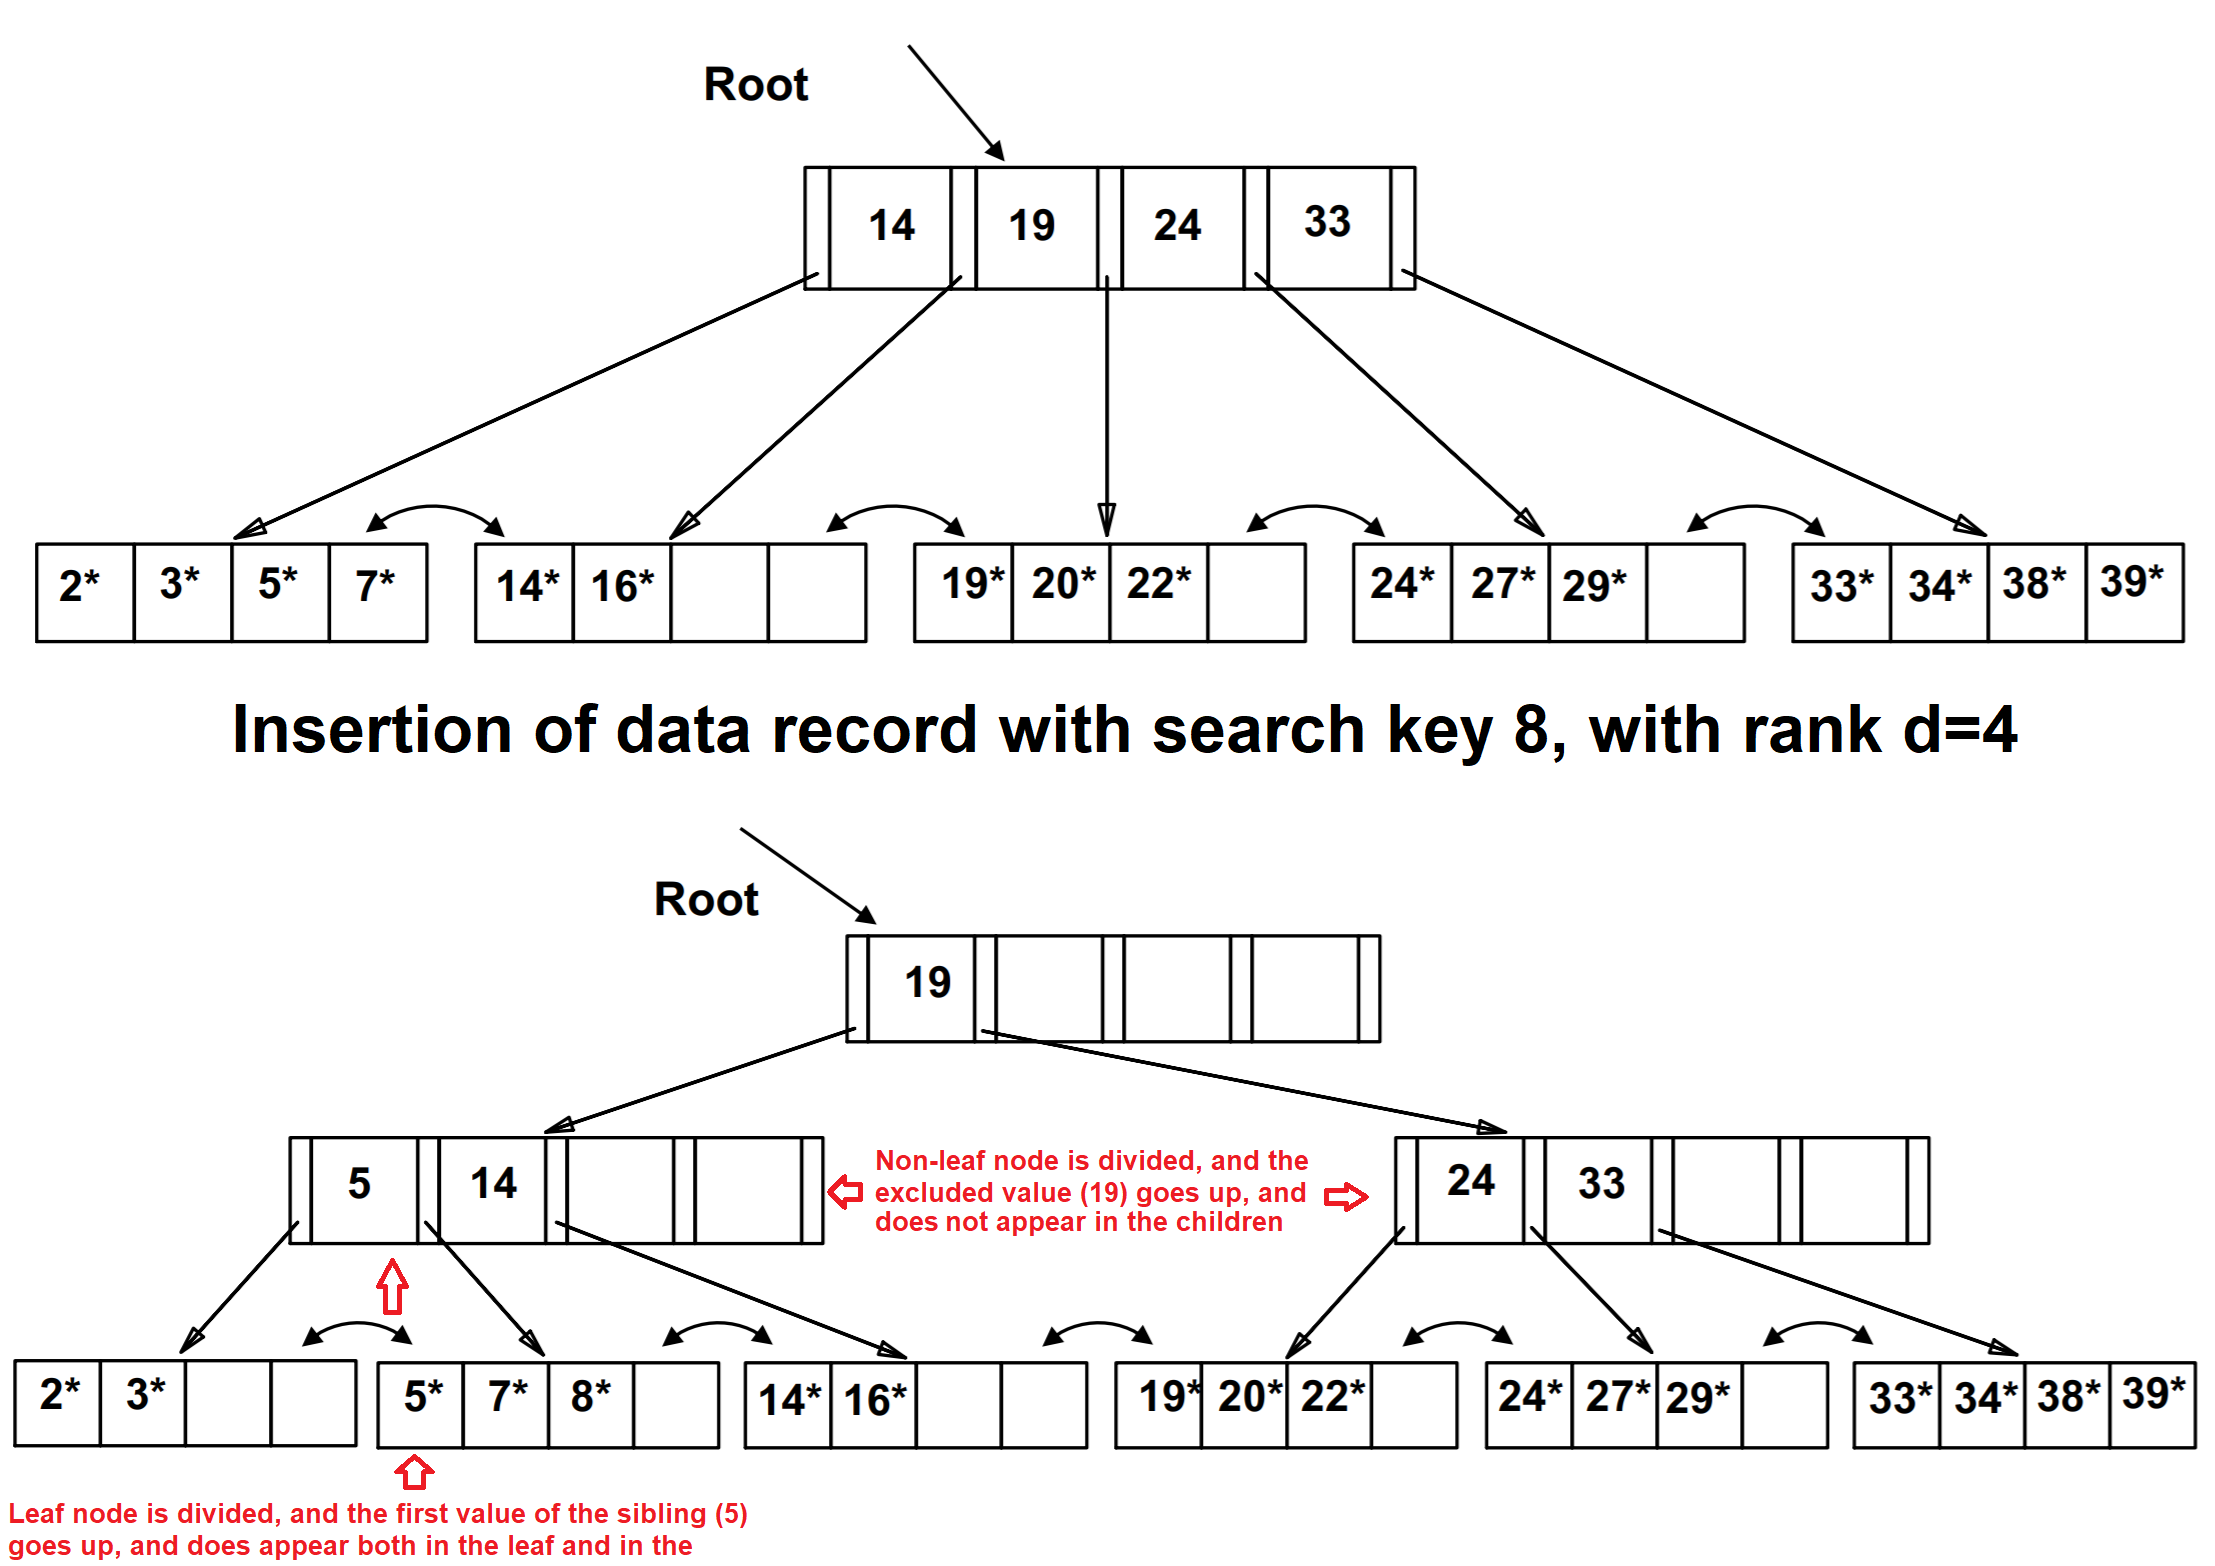 Root
14 19 24 33
2* 3* 5* 7* 14* 16* 19* 20* 22* 24* 27* 29* 33* 34* 38* 39*
Insertion of data record with search key 8, with rank d=4
Root
19
5 14
Non-leaf node is divided, and the
excluded value (19) goes up, and
does not appear in the children
24 33
2* 3* 5* 7* 8* 14* 16* 19* 20* 22* 24* 27* 29* 33* 34* 38* 39*
Leaf node is divided, and the first value of the sibling (5)
goes up, and does appear both in the leaf and in the